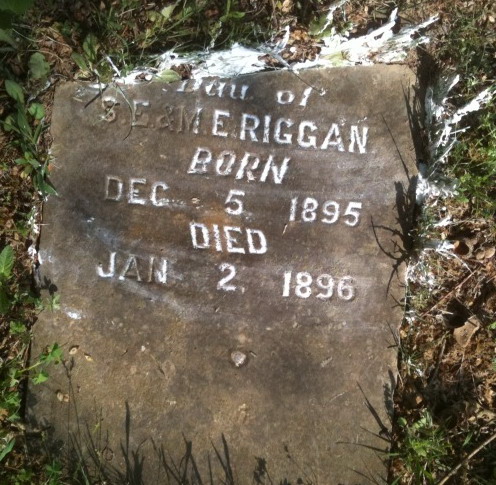 Dau of
S.E.&M.E.RIGGAN
BORN
DEC. 5, 1895
DIED
JAN. 2, 1896